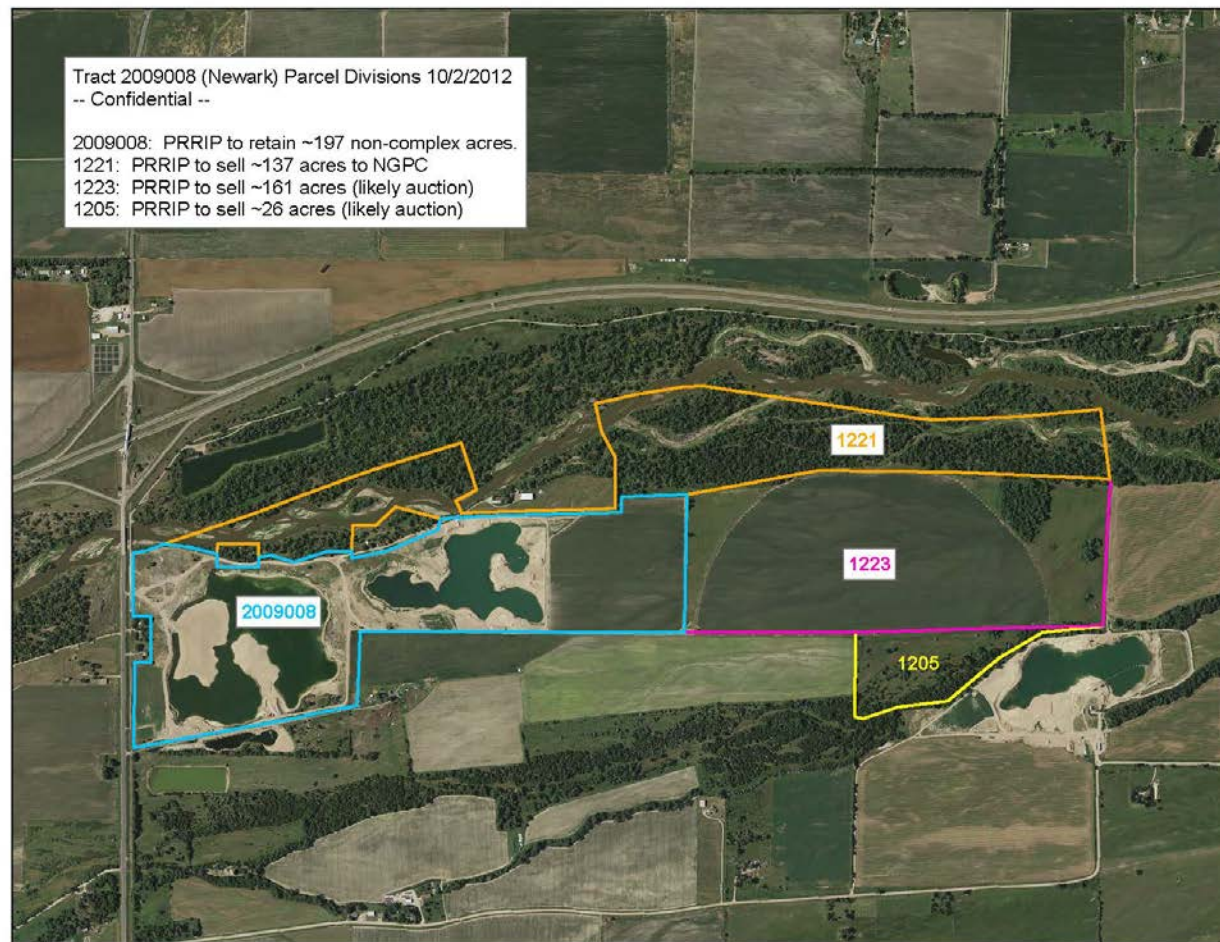 Tract 2009008 (Newark) Parcel Divisions 10/2/2012
-- Confidential --
2009008: PRRIP to retain ~197 non-complex acres.
1221: PRRIP to sell ~137 acres to NGPC
1223: PRRIP to sell ~161 acres (likely auction)
1205: PRRIP to sell ~26 acres (likely auction)
1221
1223
2009008
1205